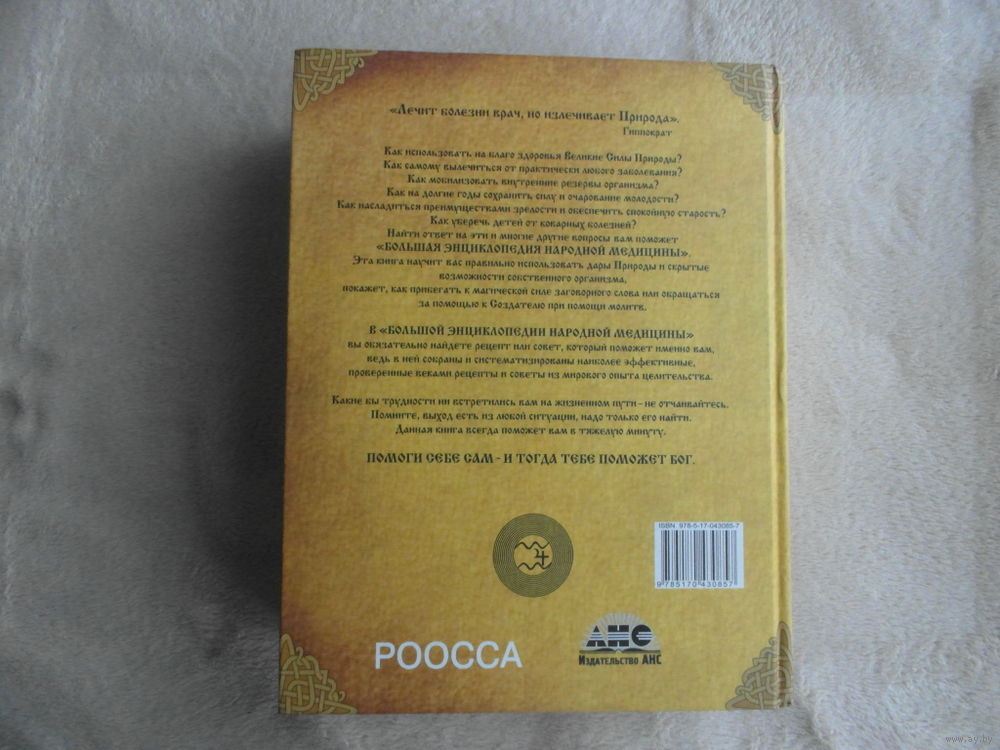 «Лечит болезни врач, но излечивает Природа».
Гиппократ
Как использовать на благо здоровья Великие Силы Природы?
Как самому вылечиться от практически любого заболевания?
Как мобилизовать внутренние резервы организма?
Как на долгие годы сохранить силу и очарование молодости?
Как насладиться преимуществами зрелости и обеспечить спокойную старость?
Как уберечь детей от коварных болезней?
Найти ответ на эти и многие другие вопросы вам поможет
«БОЛЬШАЯ ЭНЦИКЛОПЕДИЯ НАРОДНОЙ МЕДИЦИНЫ».
Эта книга научит вас правильно использовать дары Природы и скрытые
возможности собственного организма,
покажет, как прибегать к магической силе заговорного слова или обращаться
за помощью к Создателю при помощи молитв.
В «БОЛЬШОЙ ЭНЦИКЛОПЕДИИ НАРОДНОЙ МЕДИЦИНЫ»
вы обязательно найдете рецепт или совет, который поможет именно вам,
ведь в ней собраны и систематизированы наиболее эффективные,
проверенные веками рецепты и советы из мирового опыта целительства.
Какие бы трудности ни встретились вам на жизненном пути - не отчаивайтесь.
Помните, выход есть из любой ситуации, надо только его найти.
Данная книга всегда поможет вам в тяжелую минуту.
ПОМОГИ СЕБЕ САМ - И ТОГДА ТЕБЕ ПОМОЖЕТ БОГ.
ISBN 978-5-17-043085-7
9 785170 430857
РООССА
АНС
Издательство АНС
www.ay.by